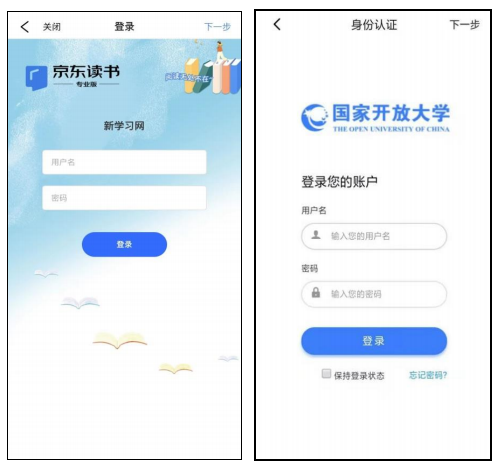 关闭
登录
下一步
京东读书
专业版
新学习网
用户名
密码
登录
身份认证
下一步
国家开放大学
THE OPEN UNIVERSITY OF CHINA
登录您的账户
用户名
输入您的用户名
密码
输入您的密码
登录
保持登录状态
忘记密码?